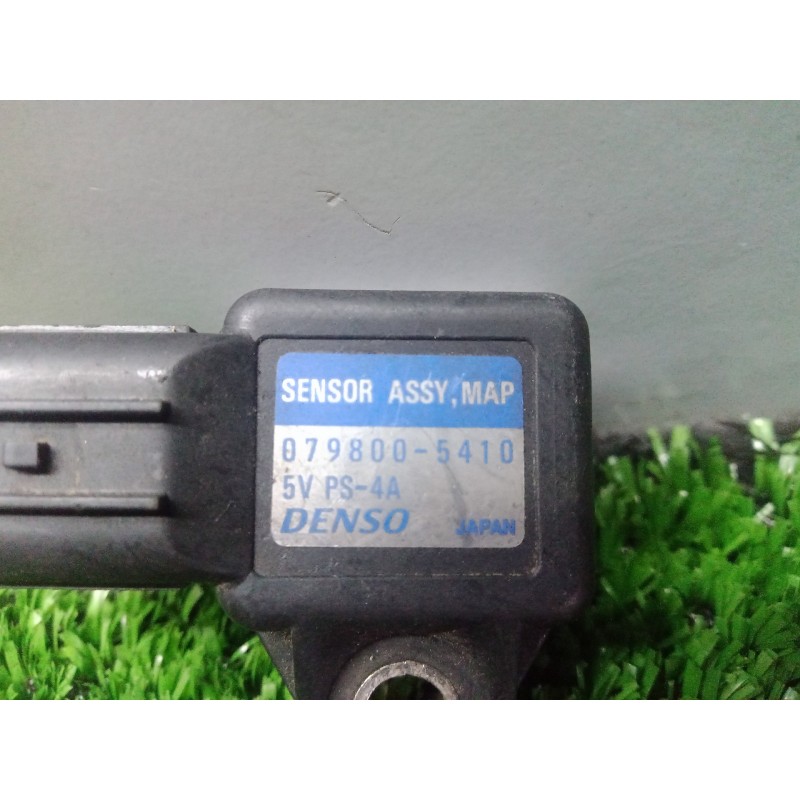 SENSOR ASSY,MAP
079800-5410
5V PS-4A
DENSO JAPAN